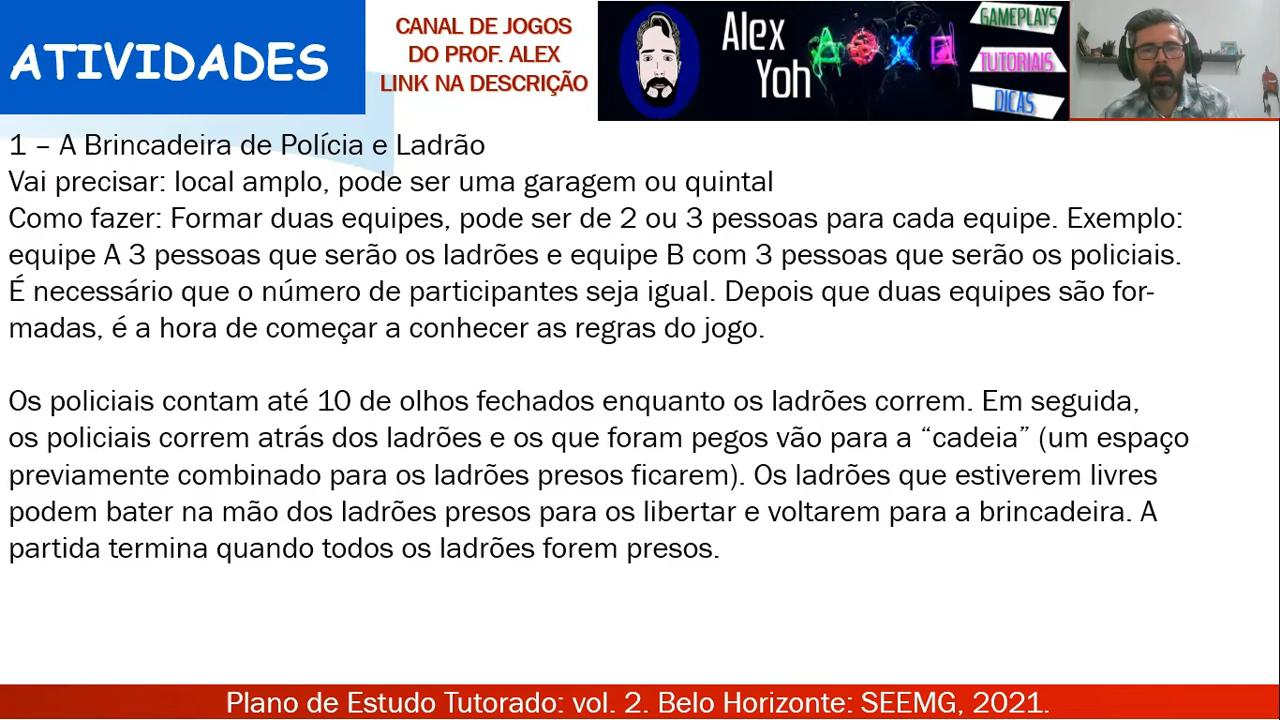 ATIVIDADES
CANAL DE JOGOS
DO PROF. ALEX
LINK NA DESCRIÇÃO
Alex
Yoh
GAMEPLAYS
TUTORIAIS
DICAS
1 – A Brincadeira de Polícia e Ladrão
Vai precisar: local amplo, pode ser uma garagem ou quintal
Como fazer: Formar duas equipes, pode ser de 2 ou 3 pessoas para cada equipe. Exemplo:
equipe A 3 pessoas que serão os ladrões e equipe B com 3 pessoas que serão os policiais.
É necessário que o número de participantes seja igual. Depois que duas equipes são for-
madas, é a hora de começar a conhecer as regras do jogo.
Os policiais contam até 10 de olhos fechados enquanto os ladrões correm. Em seguida,
os policiais correm atrás dos ladrões e os que foram pegos vão para a “cadeia” (um espaço
previamente combinado para os ladrões presos ficarem). Os ladrões que estiverem livres
podem bater na mão dos ladrões presos para os libertar e voltarem para a brincadeira. A
partida termina quando todos os ladrões forem presos.
Plano de Estudo Tutorado: vol. 2. Belo Horizonte: SEEMG, 2021.